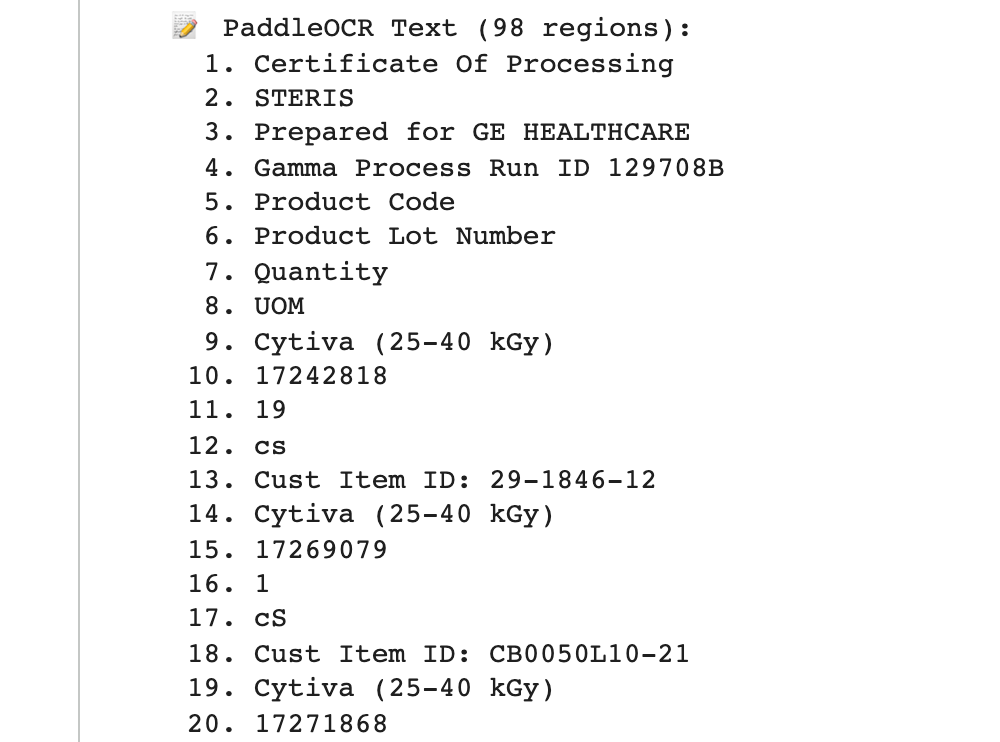 📝 PaddleOCR Text (98 regions):
1. Certificate Of Processing
2. STERIS
3. Prepared for GE HEALTHCARE
4. Gamma Process Run ID 129708B
5. Product Code
6. Product Lot Number
7. Quantity
8. UOM
9. Cytiva (25-40 kGy)
10. 17242818
11. 19
12. cs
13. Cust Item ID: 29-1846-12
14. Cytiva (25-40 kGy)
15. 17269079
16. 1
17. cS
18. Cust Item ID: CB0050L10-21
19. Cytiva (25-40 kGy)
20. 17271868